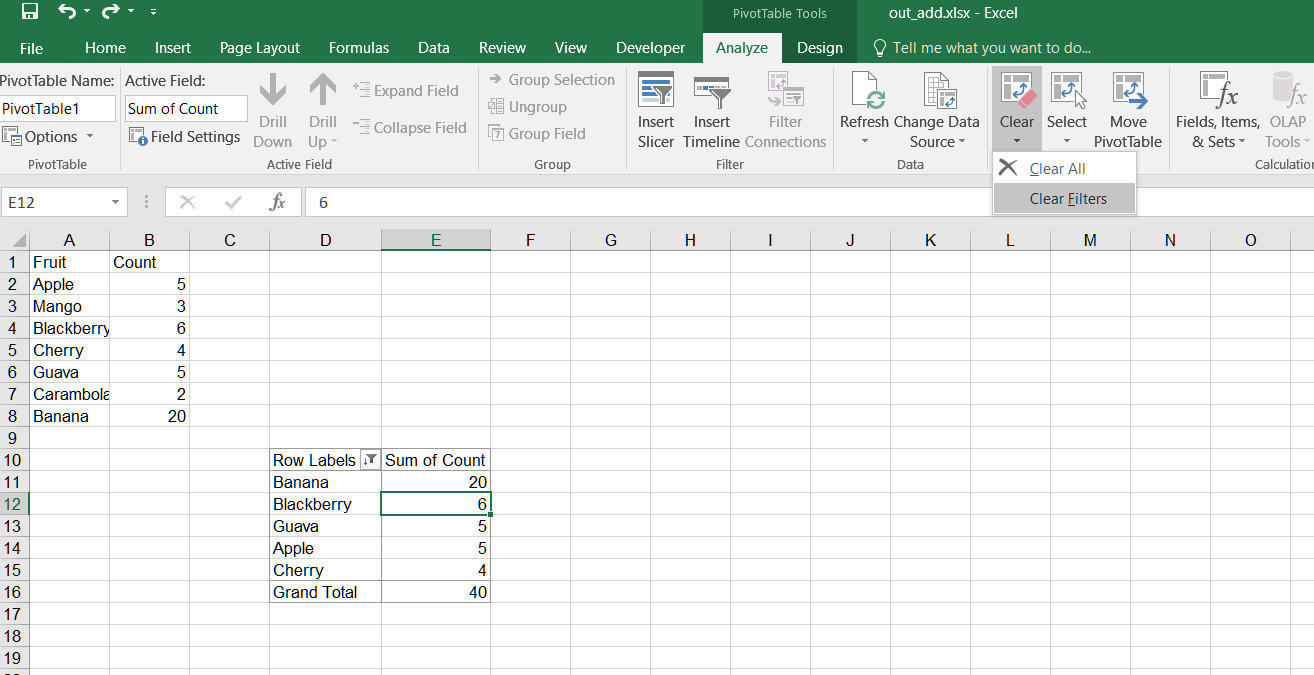 PivotTable Tools out_add.xlsx - Excel
File Home Insert Page Layout Formulas Data Review View Developer Analyze Design Tell me what you want to do...
PivotTable Name: Active Field:
PivotTable1 Sum of Count
Options Field Settings
Drill Down
Drill Up
Expand Field
Collapse Field
PivotTable Active Field
Group Selection
Ungroup
7 Group Field
Group
Insert Slicer
Insert Timeline
Filter Connections
Filter
Refresh
Change Data Source
Data
Clear
Select
Move PivotTable
Fields, Items, & Sets
OLAP Tools
Calculation
Clear All
Clear Filters
E12 fx 6
A B C D E F G H I J K L M N O
1 Fruit Count
2 Apple 5
3 Mango 3
4 Blackberry 6
5 Cherry 4
6 Guava 5
7 Carambola 2
8 Banana 20
9
10 Row Labels Sum of Count
11 Banana 20
12 Blackberry 6
13 Guava 5
14 Apple 5
15 Cherry 4
16 Grand Total 40
17
18
19